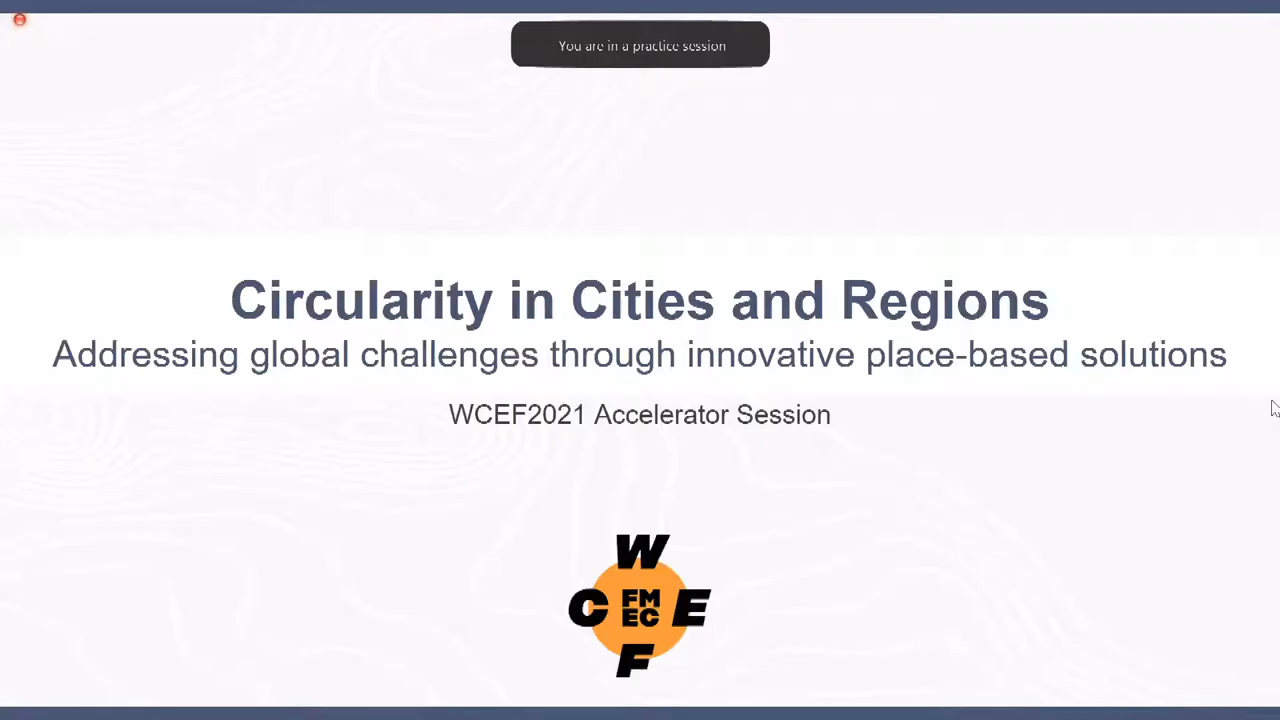 You are in a practice session
Circularity in Cities and Regions
Addressing global challenges through innovative place-based solutions
WCEF2021 Accelerator Session
W
C FM E
EC
F